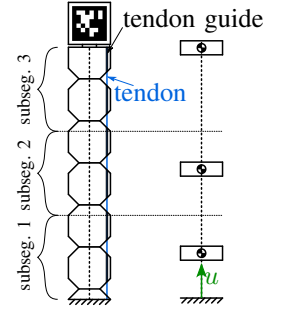 tendon guide
tendon
subseg. 3
subseg. 2
subseg. 1
u